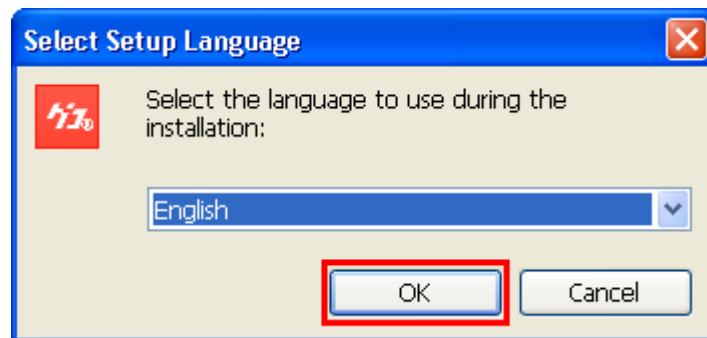 Select Setup Language
Select the language to use during the
installation:
English
OK
Cancel